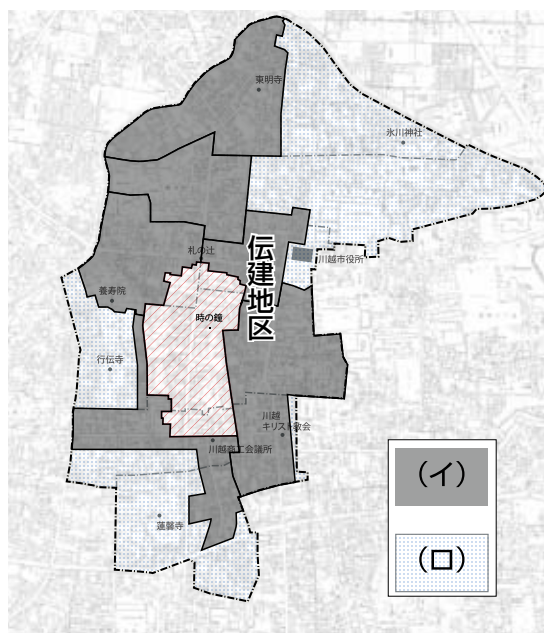 東明寺
氷川神社
札の辻
伝建地区
川越市役所
養寿院
時の鐘
行伝寺
川越
キリスト教会
川越商工会議所
蓮馨寺
(イ)
(ロ)